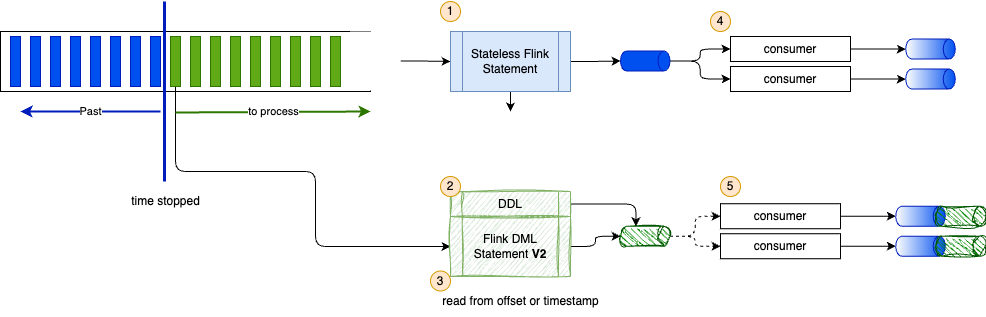 1
Stateless Flink
Statement
4
consumer
consumer
Past
to process
time stopped
2
DDL
Flink DML
Statement V2
3
read from offset or timestamp
5
consumer
consumer